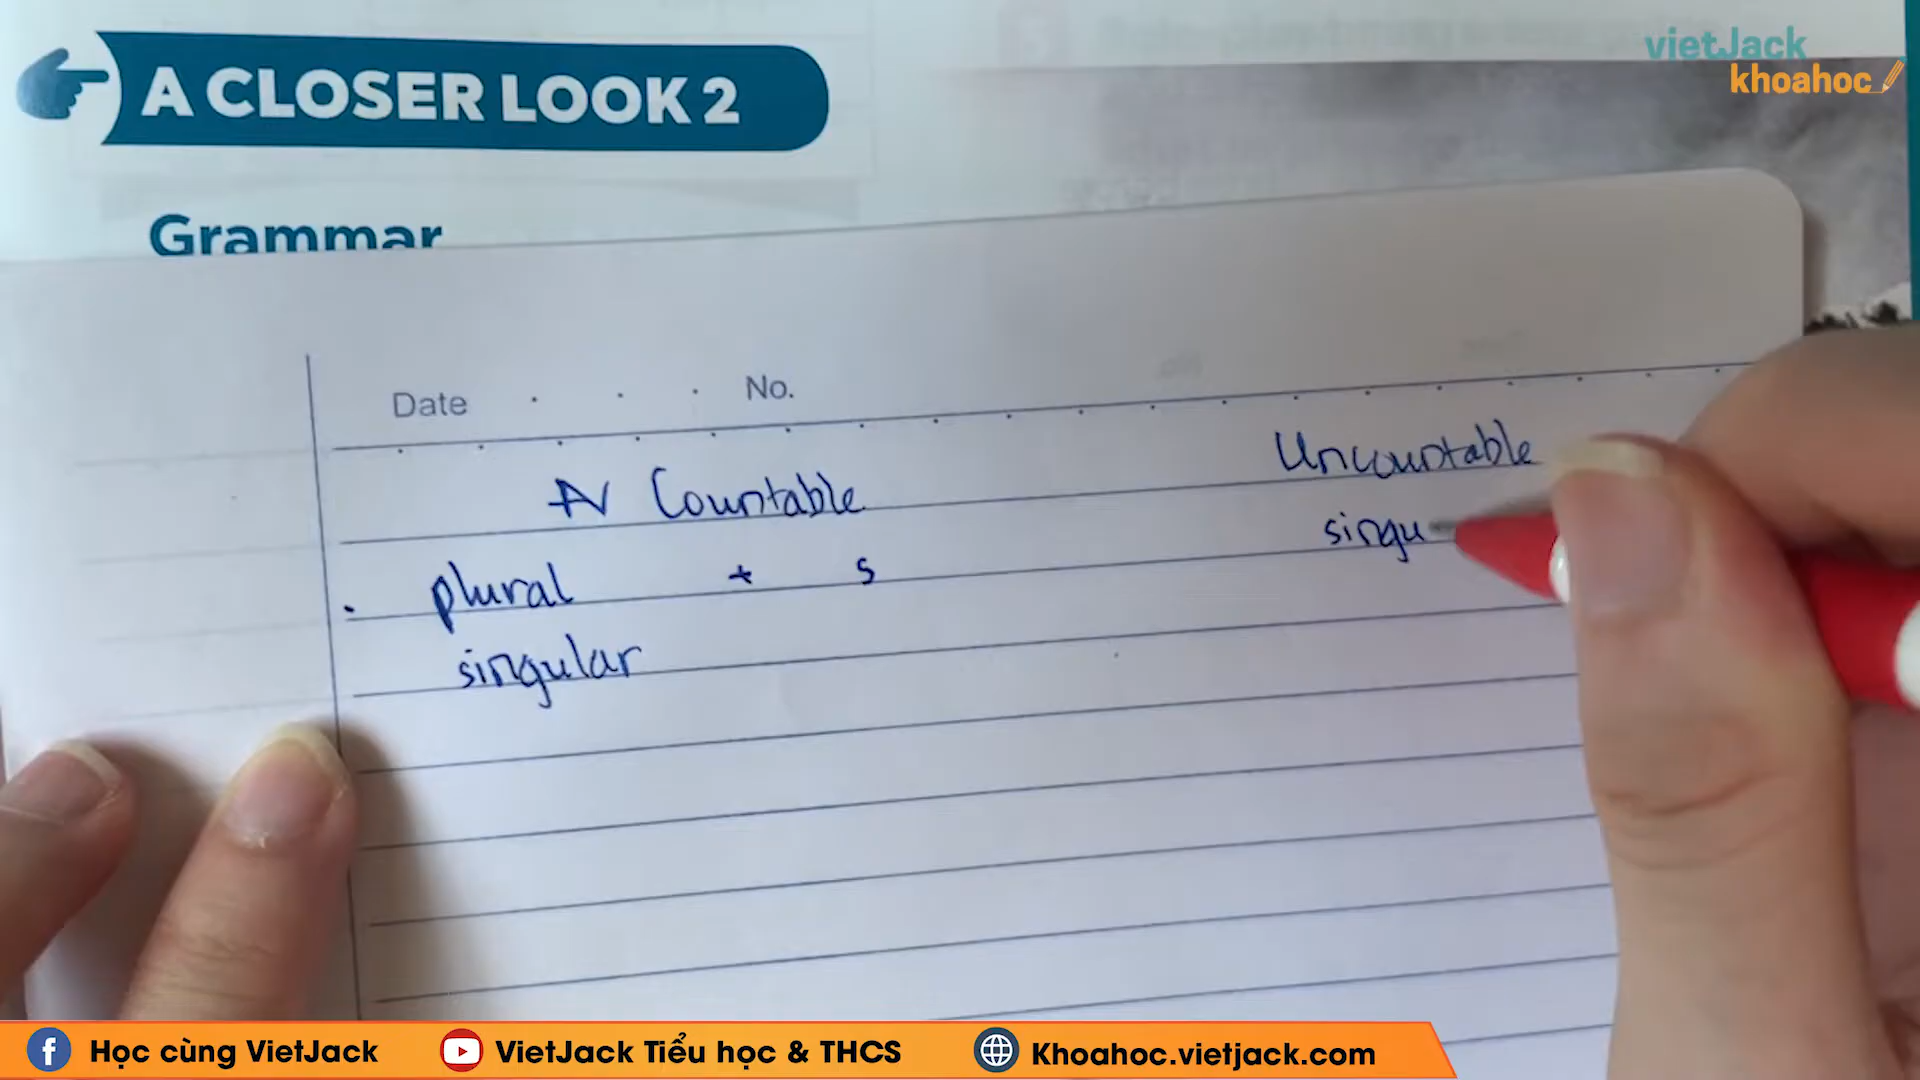 vietJack
khoahoc
A CLOSER LOOK 2
Grammar
Date No.
N Countable
Uncountable
plural + s
singu
singular
Học cùng VietJack
VietJack Tiểu học & THCS
Khoahoc.vietjack.com